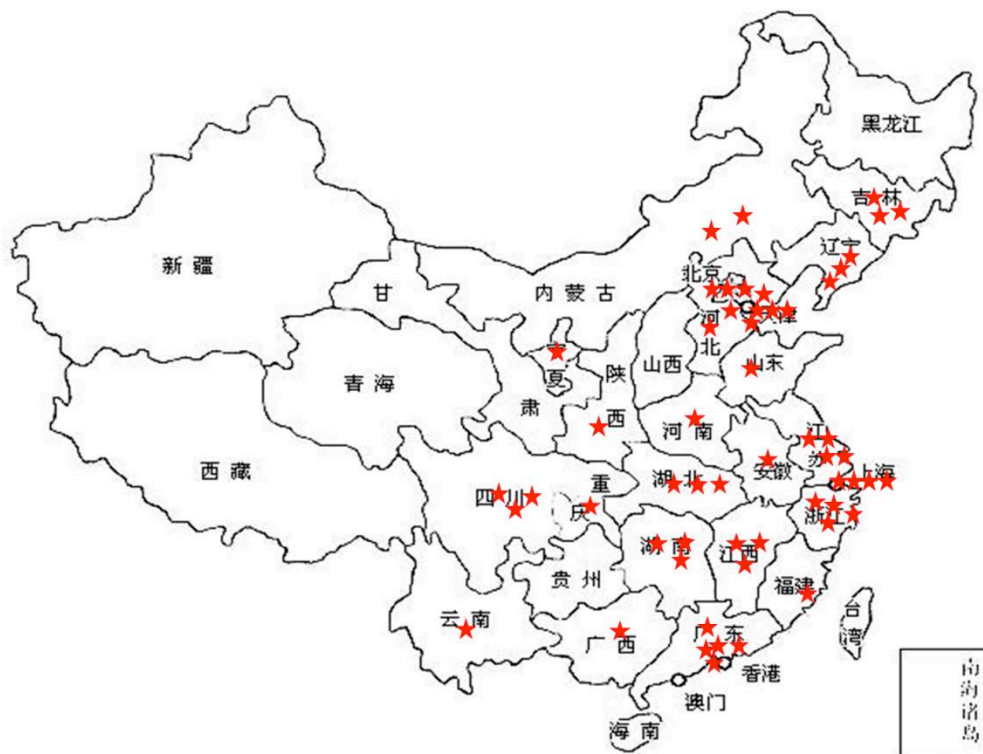 黑龙江
吉林
辽宁
新疆
甘
内蒙古
北京
天津
河
北
宁
夏
山西
山东
青海
陕
西
肃
河南
江
苏
安徽
上海
西藏
重
庆
四川
湖北
浙江
湖南
江西
贵州
福建
台
湾
云南
广西
广东
香港
澳门
海南
南
海
诸
岛